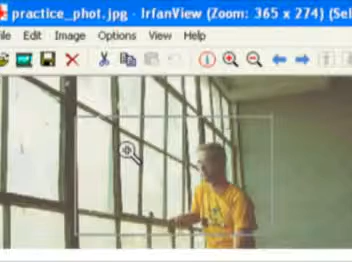 practice_phot.jpg - IrfanView (Zoom: 365 x 274) (Sel
ile Edit Image Options View Help